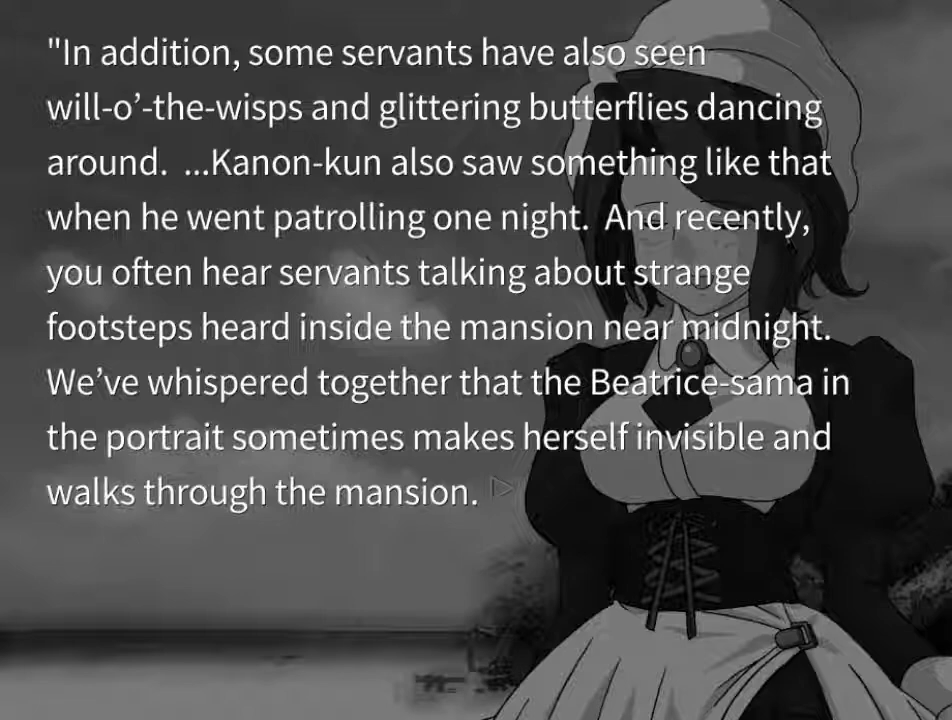 "In addition, some servants have also seen
will-o’-the-wisps and glittering butterflies dancing
around.  ...Kanon-kun also saw something like that
when he went patrolling one night.  And recently,
you often hear servants talking about strange
footsteps heard inside the mansion near midnight.
We’ve whispered together that the Beatrice-sama in
the portrait sometimes makes herself invisible and
walks through the mansion.